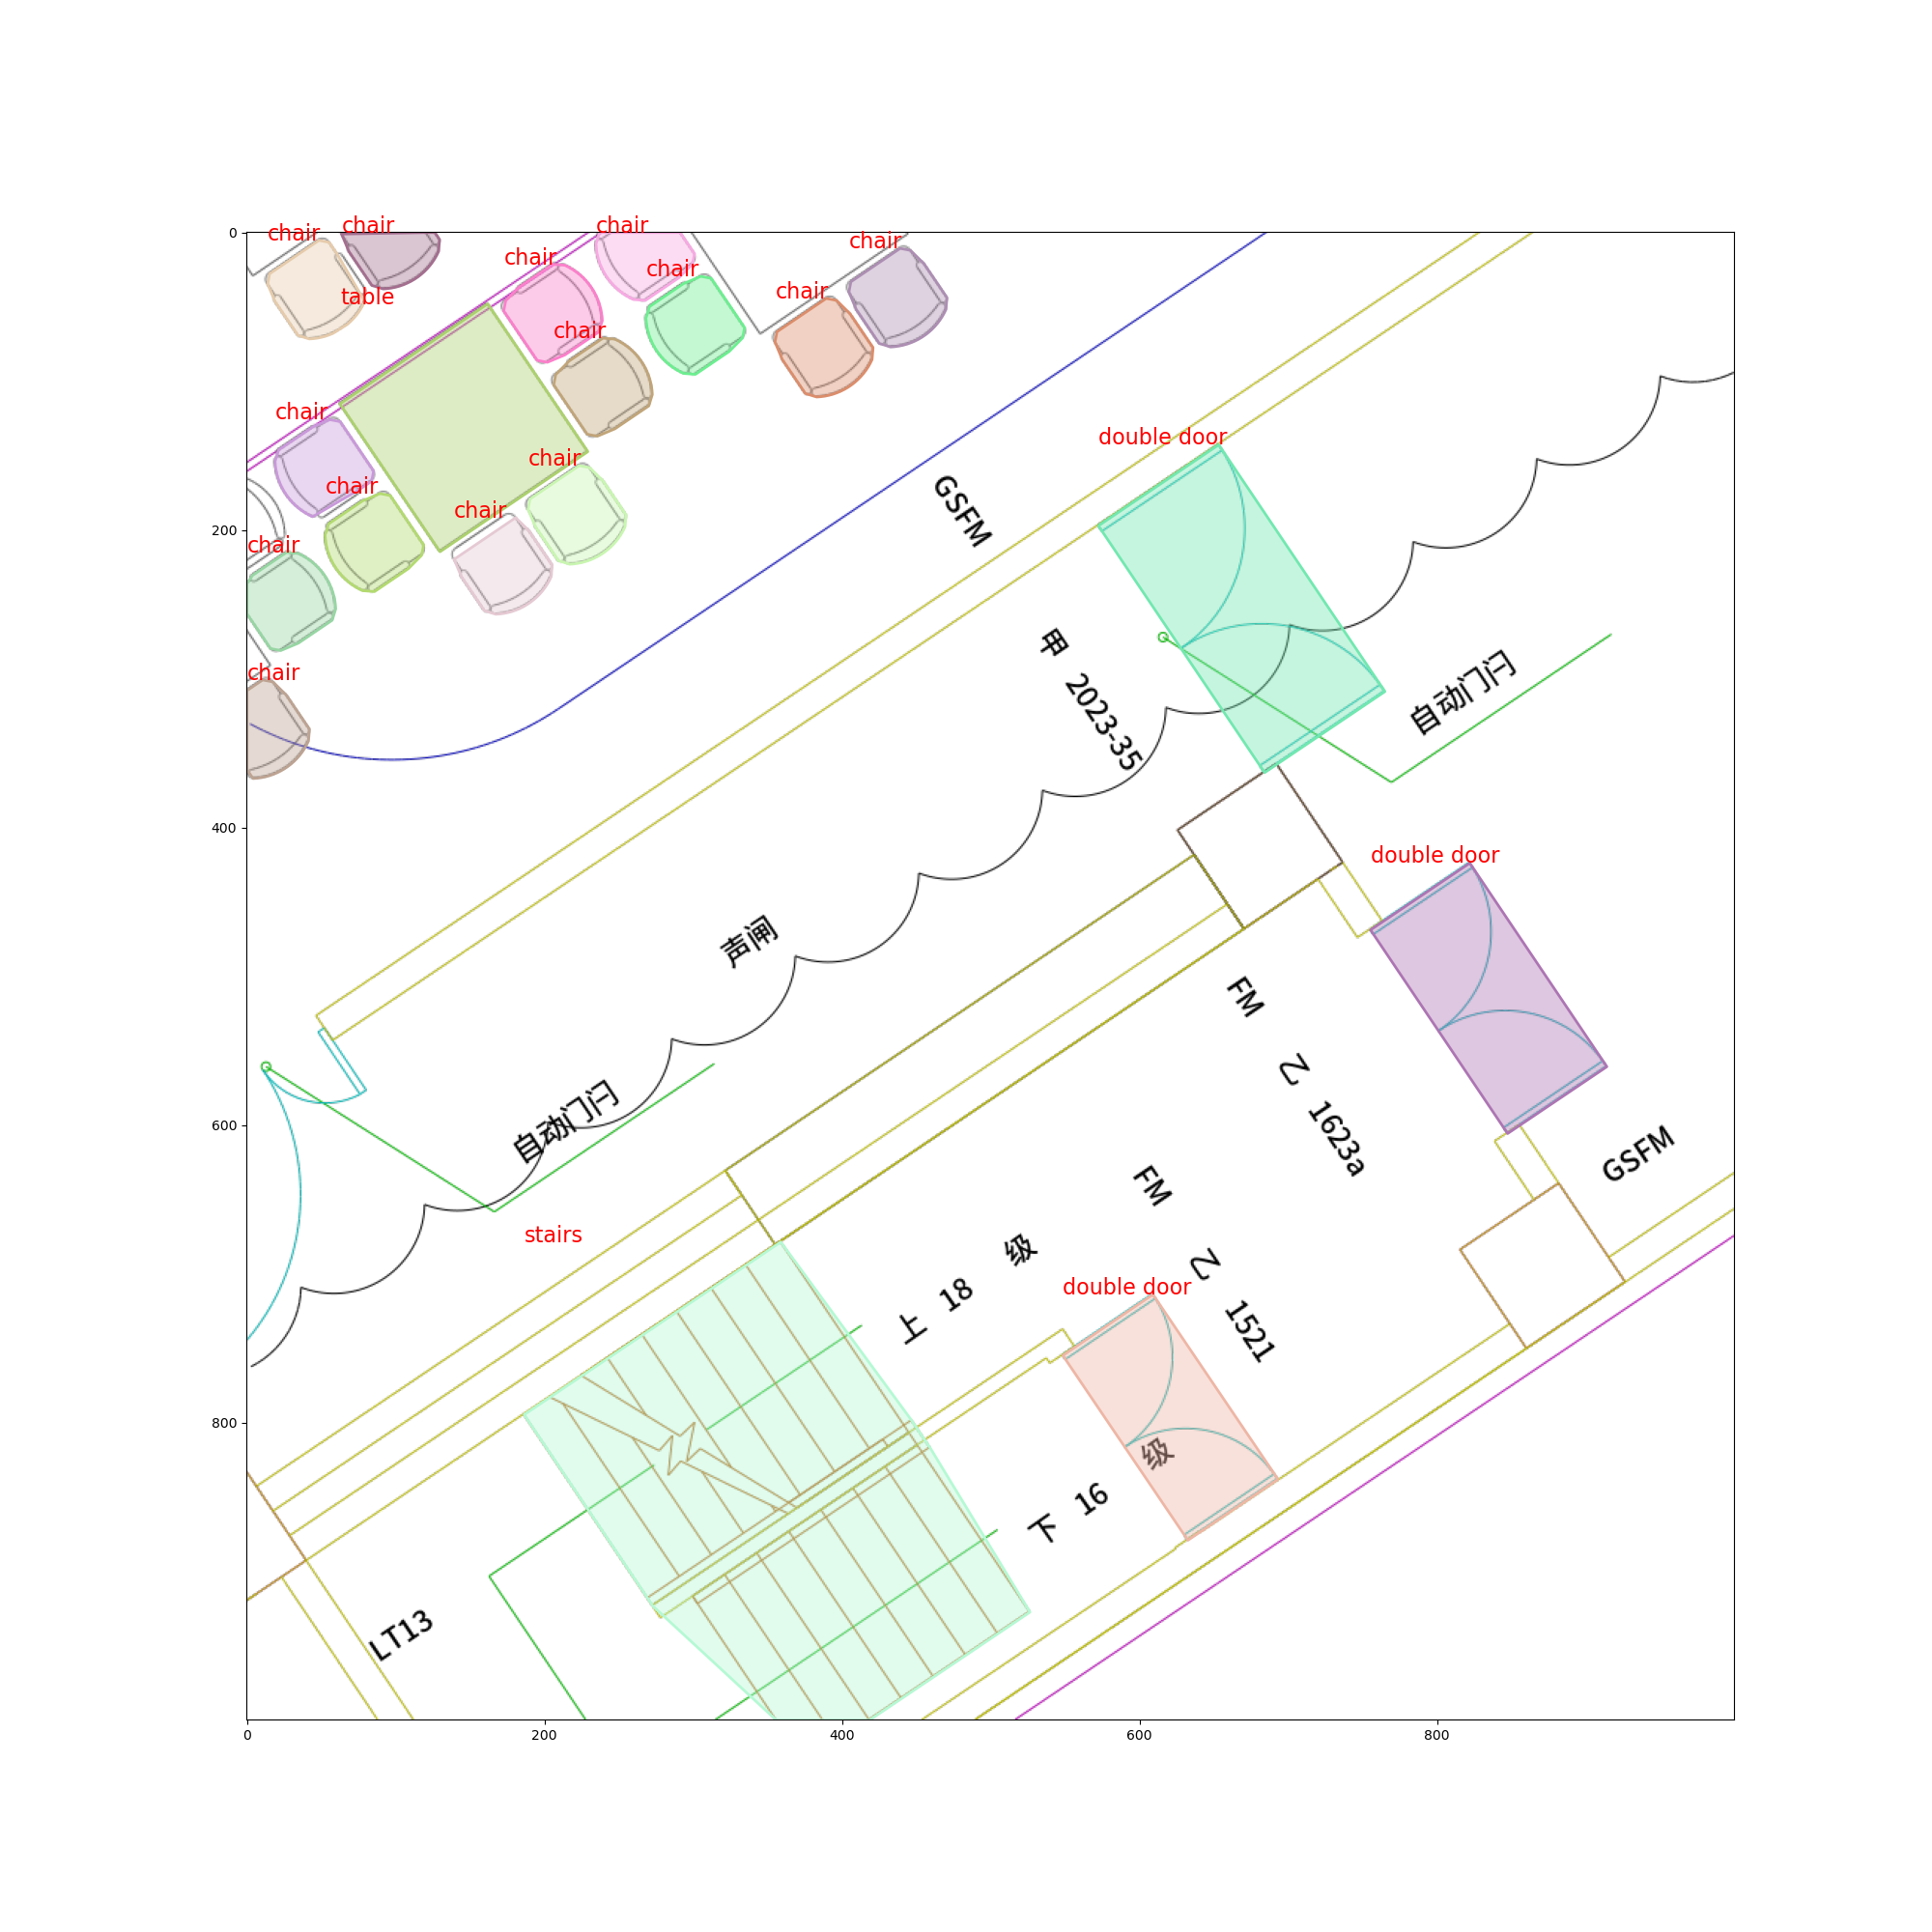 chair
chair
chair
chair
chair
chair
table
chair
chair
chair
chair
double door
chair
chair
GSFM
chair
chair
甲 2023-35
自动门闩
chair
double door
声闸
FM 乙 1623a
自动门闩
GSFM
FM 乙 1521
stairs
上 18 级
double door
下 16 级
LT13
0
200
400
600
800
0
200
400
600
800